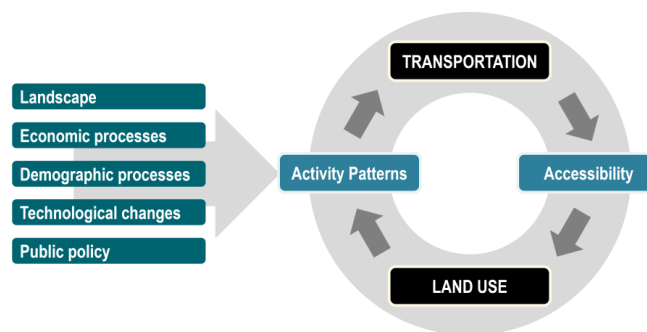 TRANSPORTATION
Landscape
Economic processes
Demographic processes
Activity Patterns
Accessibility
Technological changes
Public policy
LAND USE